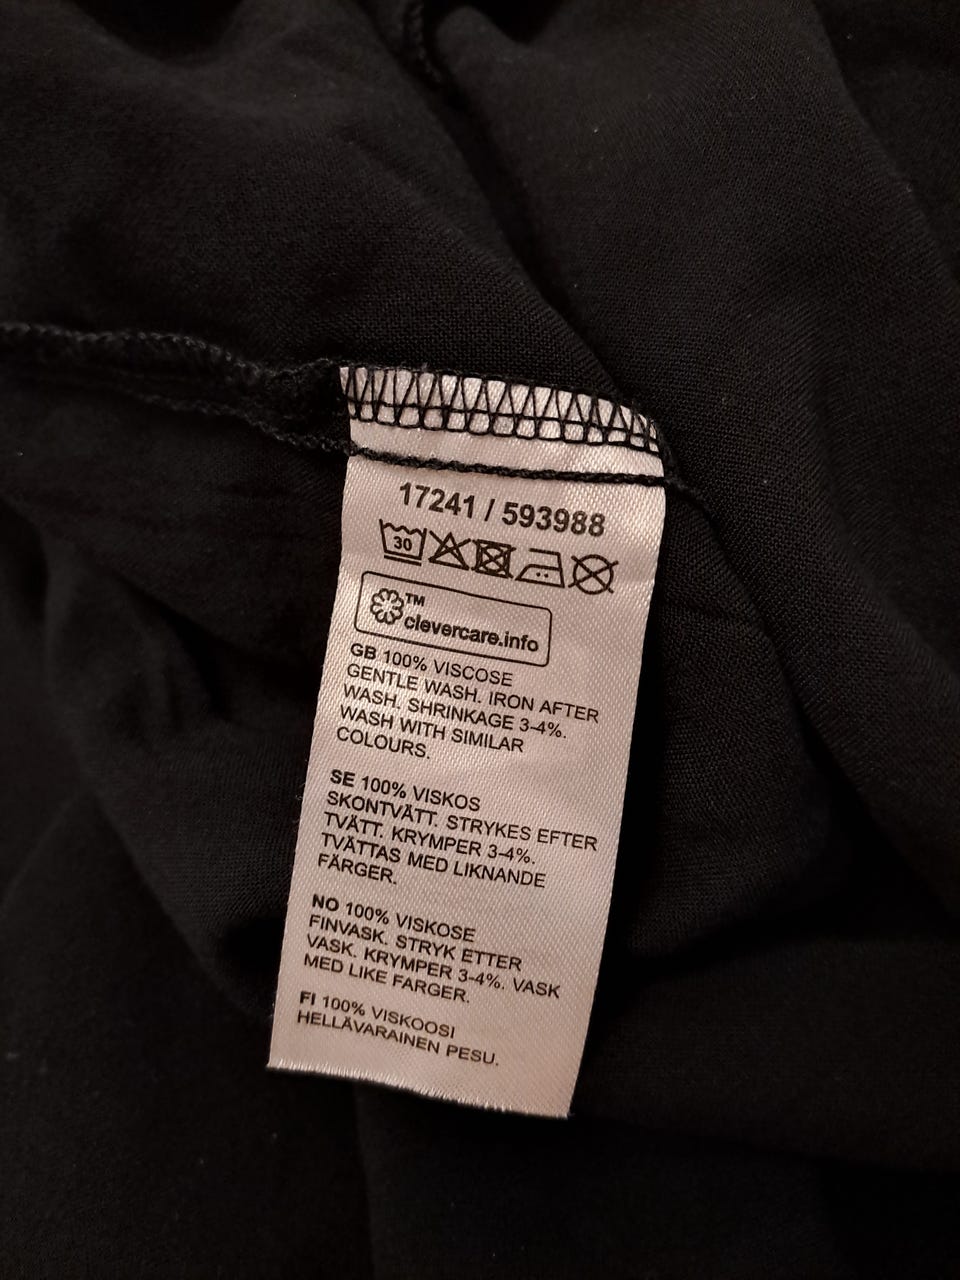 17241 / 593988
30
TM
clevercare.info
GB 100% VISCOSE
GENTLE WASH. IRON AFTER
WASH. SHRINKAGE 3-4%.
WASH WITH SIMILAR
COLOURS.
SE 100% VISKOS
SKONTVÄTT. STRYKES EFTER
TVÄTT. KRYMPER 3-4%.
TVÄTTAS MED LIKNANDE
FÄRGER.
NO 100% VISKOSE
FINVASK. STRYK ETTER
VASK. KRYMPER 3-4%. VASK
MED LIKE FARGER.
FI 100% VISKOOSI
HELLÄVARAINEN PESU.